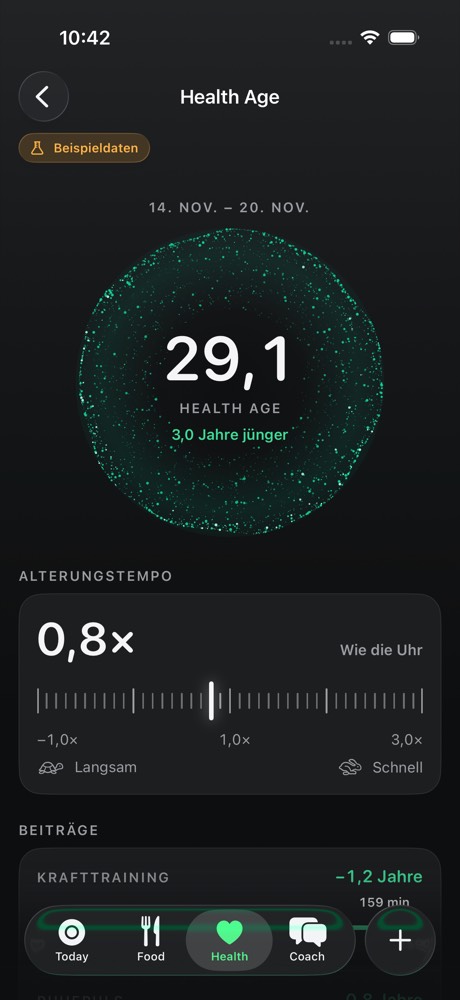 10:42
Health Age
Beispieldaten
14. NOV. – 20. NOV.
29,1
HEALTH AGE
3,0 Jahre jünger
ALTERUNGSTEMPO
0,8×
Wie die Uhr
−1,0× 1,0× 3,0×
Langsam Schnell
BEITRÄGE
KRAFTTRAINING −1,2 Jahre
159 min
Today Food Health Coach